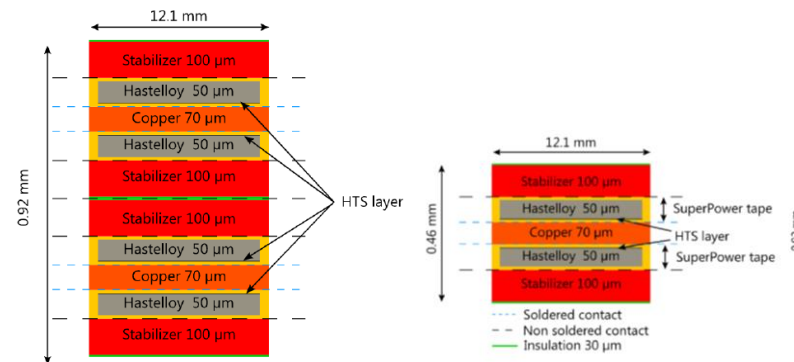 12.1 mm
Stabilizer 100 μm
Hastelloy 50 μm
Copper 70 μm
Hastelloy 50 μm
Stabilizer 100 μm
Stabilizer 100 μm
Hastelloy 50 μm
Copper 70 μm
Hastelloy 50 μm
Stabilizer 100 μm
0.92 mm
HTS layer
12.1 mm
Stabilizer 100 μm
Hastelloy 50 μm
Copper 70 μm
Hastelloy 50 μm
Stabilizer 100 μm
0.46 mm
SuperPower tape
HTS layer
SuperPower tape
Soldered contact
Non soldered contact
Insulation 30 μm